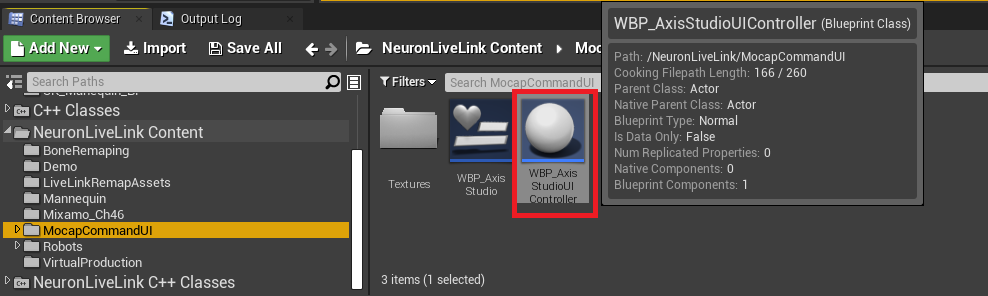 Content Browser
Output Log
Add New
Import
Save All
NeuronLiveLink Content
Filters
Search Paths
Search MocapCommandUI
C++ Classes
NeuronLiveLink Content
BoneRemaping
Demo
LiveLinkRemapAssets
Mannequin
Mixamo_Ch46
MocapCommandUI
Robots
VirtualProduction
NeuronLiveLink C++ Classes
Textures
WBP_Axis
Studio
WBP_Axis
StudioUI
Controller
3 items (1 selected)
WBP_AxisStudioUIController (Blueprint Class)
Path: /NeuronLiveLink/MocapCommandUI
Cooking Filepath Length: 166 / 260
Parent Class: Actor
Native Parent Class: Actor
Blueprint Type: Normal
Is Data Only: False
Num Replicated Properties: 0
Native Components: 0
Blueprint Components: 1